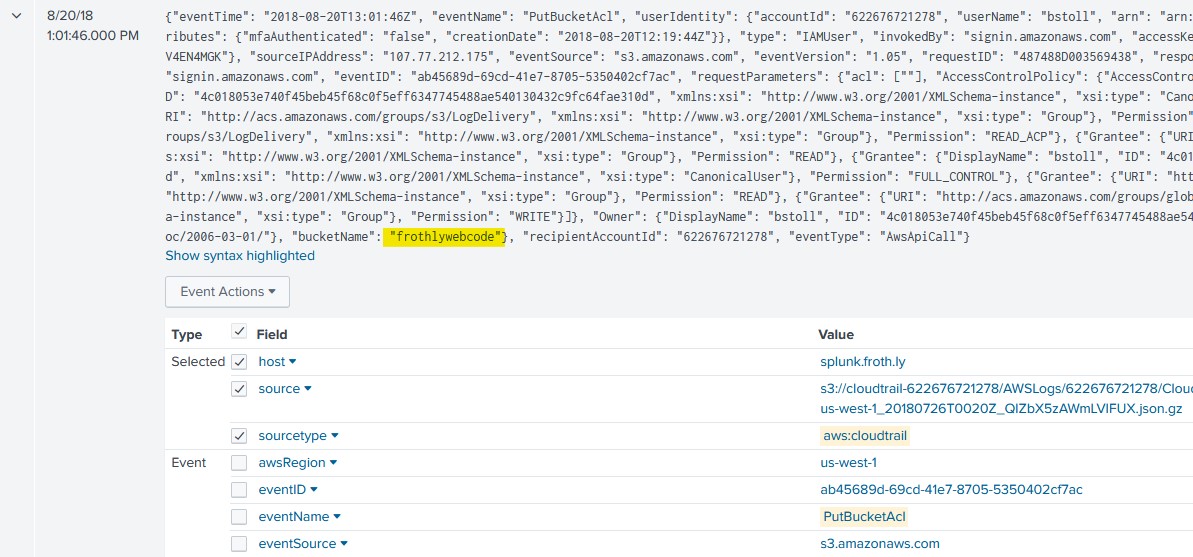 8/20/18
1:01:46.000 PM
{"eventTime": "2018-08-20T13:01:46Z", "eventName": "PutBucketAcl", "userIdentity": {"accountId": "622676721278", "userName": "bstoll", "arn": "arn:
ributes": {"mfaAuthenticated": "false", "creationDate": "2018-08-20T12:19:44Z"}}, "type": "IAMUser", "invokedBy": "signin.amazonaws.com", "accessKe
V4EN4MGK"}, "sourceIPAddress": "107.77.212.175", "eventSource": "s3.amazonaws.com", "eventVersion": "1.05", "requestID": "487488D003569438", "respo
"signin.amazonaws.com", "eventID": "ab45689d-69cd-41e7-8705-5350402cf7ac", "requestParameters": {"acl": [""], "AccessControlPolicy": {"AccessContro
D": "4c018053e740f45beb45f68c0f5eff6347745488ae540130432c9fc64fae310d", "xmlns:xsi": "http://www.w3.org/2001/XMLSchema-instance", "xsi:type": "Cano
RI": "http://acs.amazonaws.com/groups/s3/LogDelivery", "xmlns:xsi": "http://www.w3.org/2001/XMLSchema-instance", "xsi:type": "Group"}, "Permission"
roups/s3/LogDelivery", "xmlns:xsi": "http://www.w3.org/2001/XMLSchema-instance", "xsi:type": "Group"}, "Permission": "READ_ACP"}, {"Grantee": {"URI
s:xsi": "http://www.w3.org/2001/XMLSchema-instance", "xsi:type": "Group"}, "Permission": "READ"}, {"Grantee": {"DisplayName": "bstoll", "ID": "4c01
d", "xmlns:xsi": "http://www.w3.org/2001/XMLSchema-instance", "xsi:type": "CanonicalUser"}, "Permission": "FULL_CONTROL"}, {"Grantee": {"URI": "htt
"http://www.w3.org/2001/XMLSchema-instance", "xsi:type": "Group"}, "Permission": "READ"}, {"Grantee": {"URI": "http://acs.amazonaws.com/groups/glob
a-instance", "xsi:type": "Group"}, "Permission": "WRITE"}]}, "Owner": {"DisplayName": "bstoll", "ID": "4c018053e740f45beb45f68c0f5eff6347745488ae54
oc/2006-03-01/"}, "bucketName": "frothlywebcode"}, "recipientAccountId": "622676721278", "eventType": "AwsApiCall"}
Show syntax highlighted
Event Actions
Type Field Value
Selected host splunk.froth.ly
source s3://cloudtrail-622676721278/AWSLogs/622676721278/Clou
us-west-1_20180726T0020Z_QlZbX5zAWmLVIFUX.json.gz
sourcetype aws:cloudtrail
Event awsRegion us-west-1
eventID ab45689d-69cd-41e7-8705-5350402cf7ac
eventName PutBucketAcl
eventSource s3.amazonaws.com